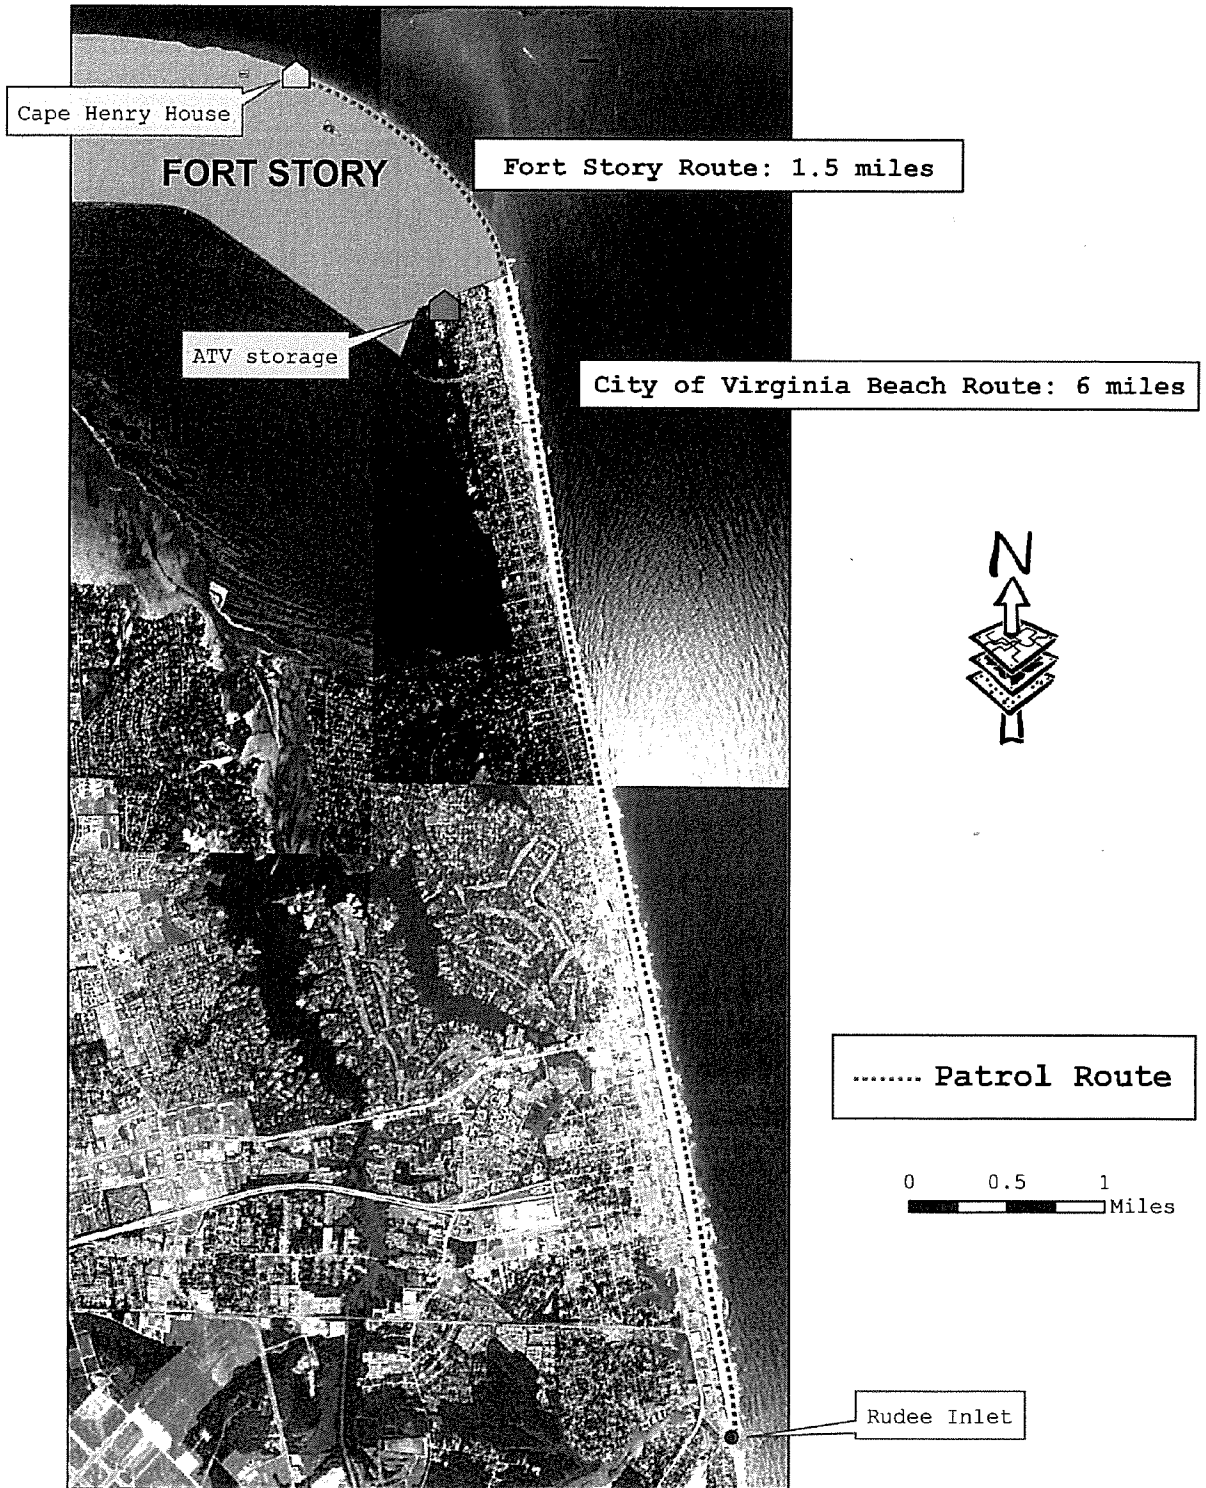 Cape Henry House
FORT STORY
Fort Story Route: 1.5 miles
ATV storage
City of Virginia Beach Route: 6 miles
N
Patrol Route
0 0.5 1
Miles
Rudee Inlet